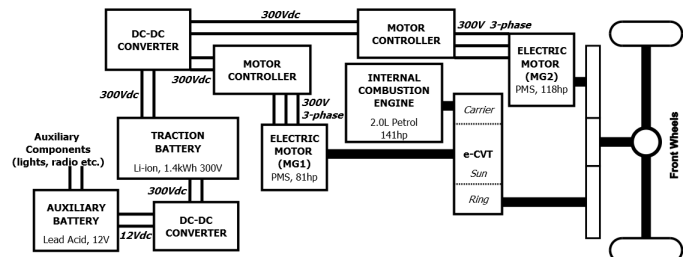 300Vdc
DC-DC
CONVERTER
MOTOR
CONTROLLER
300V 3-phase
ELECTRIC
MOTOR
(MG2)
PMS, 118hp
300Vdc
MOTOR
CONTROLLER
300Vdc
300V
3-phase
INTERNAL
COMBUSTION
ENGINE
2.0L Petrol
141hp
Carrier
e-CVT
Sun
Ring
Front Wheels
Auxiliary
Components
(lights, radio etc.)
TRACTION
BATTERY
Li-ion, 1.4kWh 300V
ELECTRIC
MOTOR
(MG1)
PMS, 81hp
300Vdc
AUXILIARY
BATTERY
Lead Acid, 12V
12Vdc
DC-DC
CONVERTER